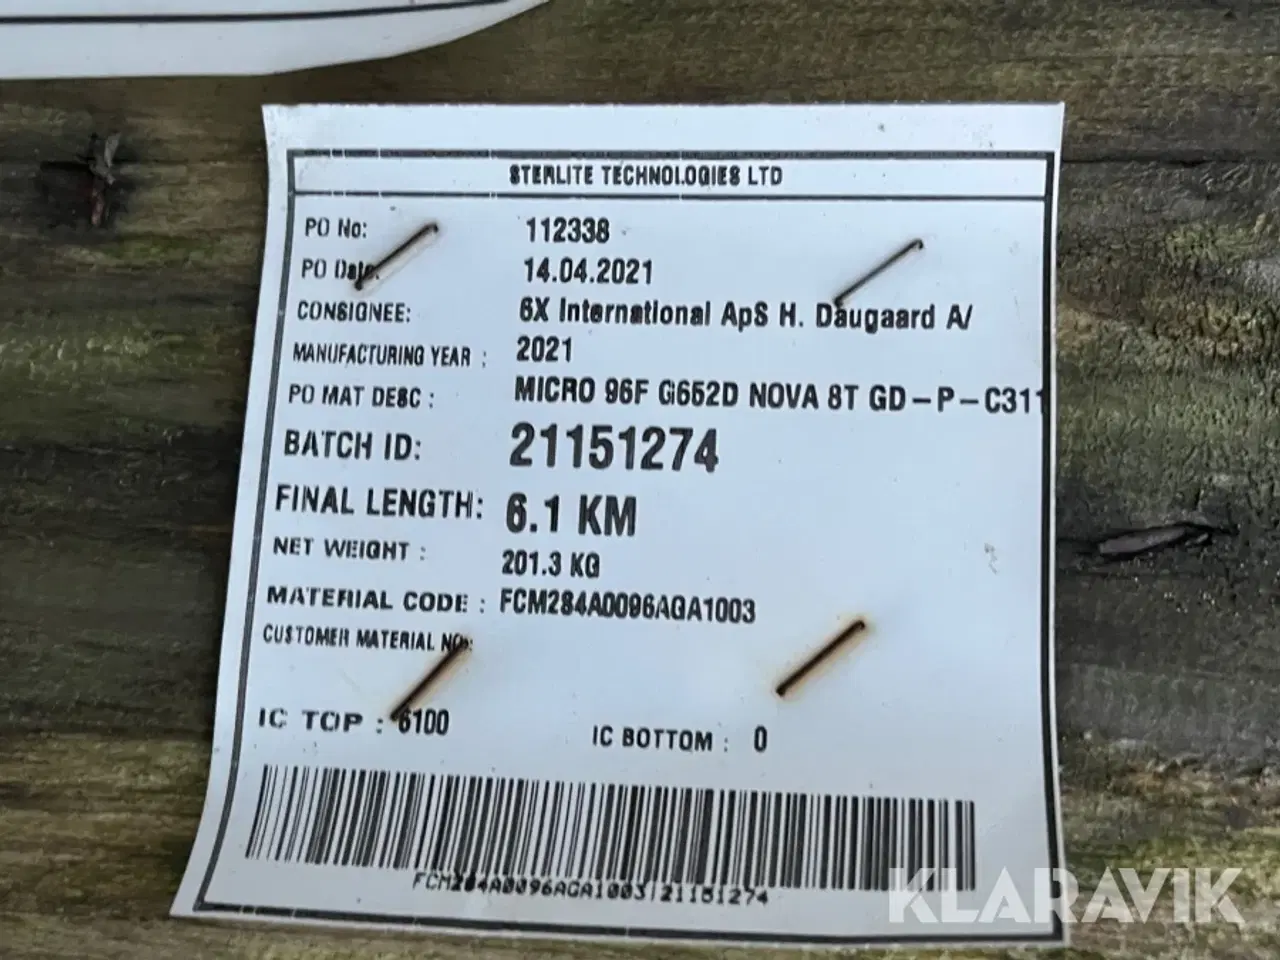 STERLITE TECHNOLOGIES LTD
PO No: 112338
PO Date: 14.04.2021
CONSIGNEE: 6X International ApS H. Daugaard A/
MANUFACTURING YEAR : 2021
PO MAT DESC : MICRO 96F G652D NOVA 8T GD-P-C311
BATCH ID: 21151274
FINAL LENGTH: 6.1 KM
NET WEIGHT : 201.3 KG
MATERIAL CODE : FCM284A0096AGA1003
CUSTOMER MATERIAL NO:
IC TOP : 6100 IC BOTTOM : 0
FCM284A0096AGA1003|21151274
KLARAVIK